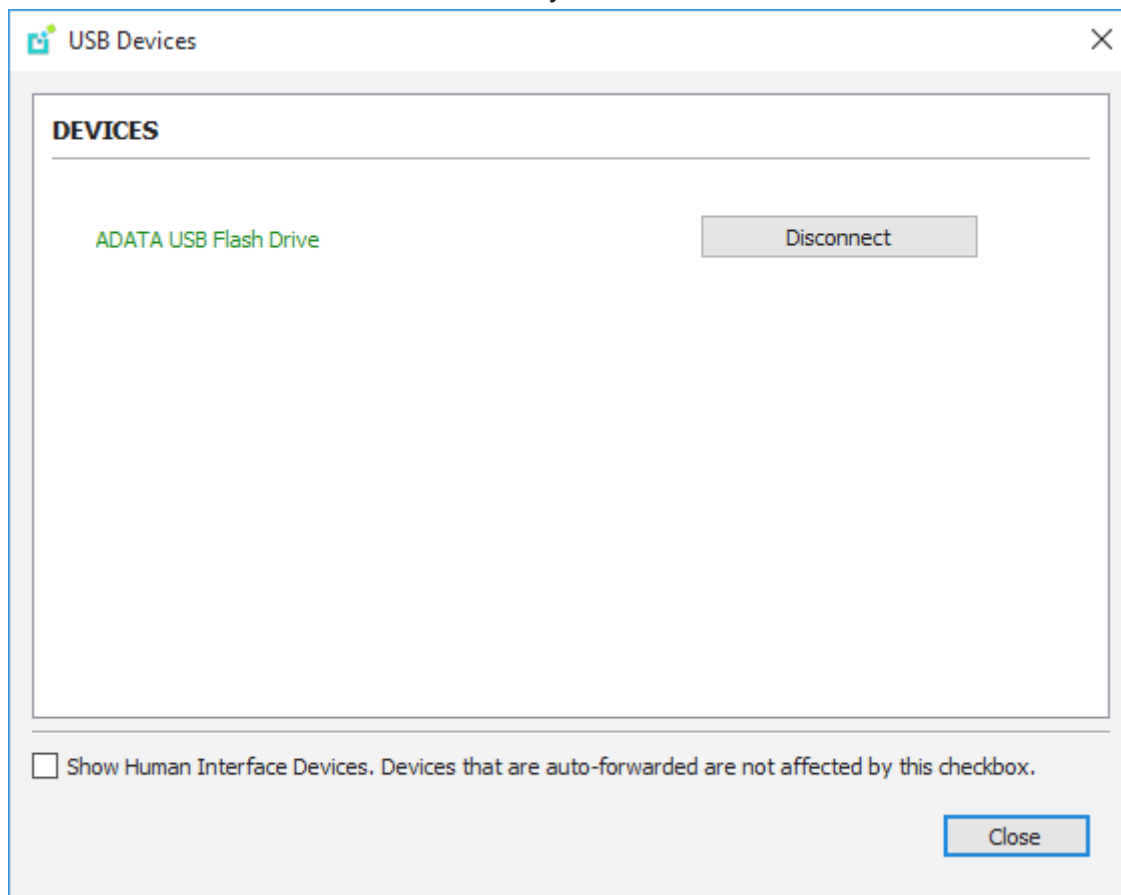 USB Devices
DEVICES
ADATA USB Flash Drive
Disconnect
Show Human Interface Devices. Devices that are auto-forwarded are not affected by this checkbox.
Close